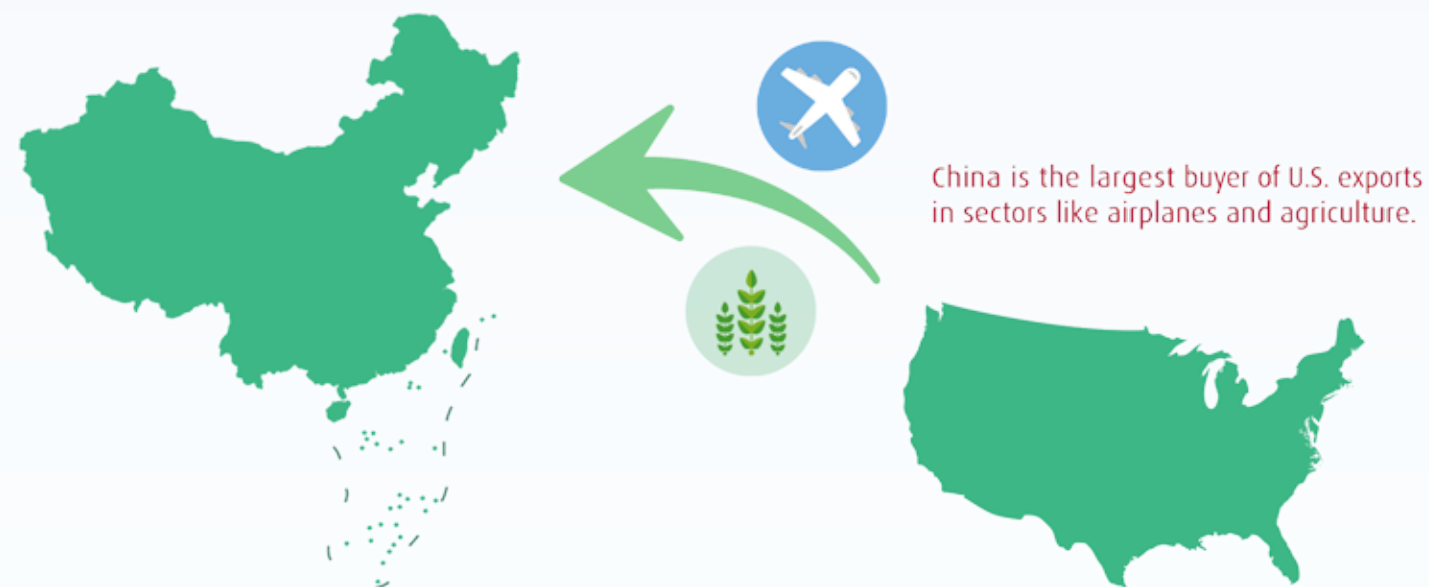 China is the largest buyer of U.S. exports
in sectors like airplanes and agriculture.